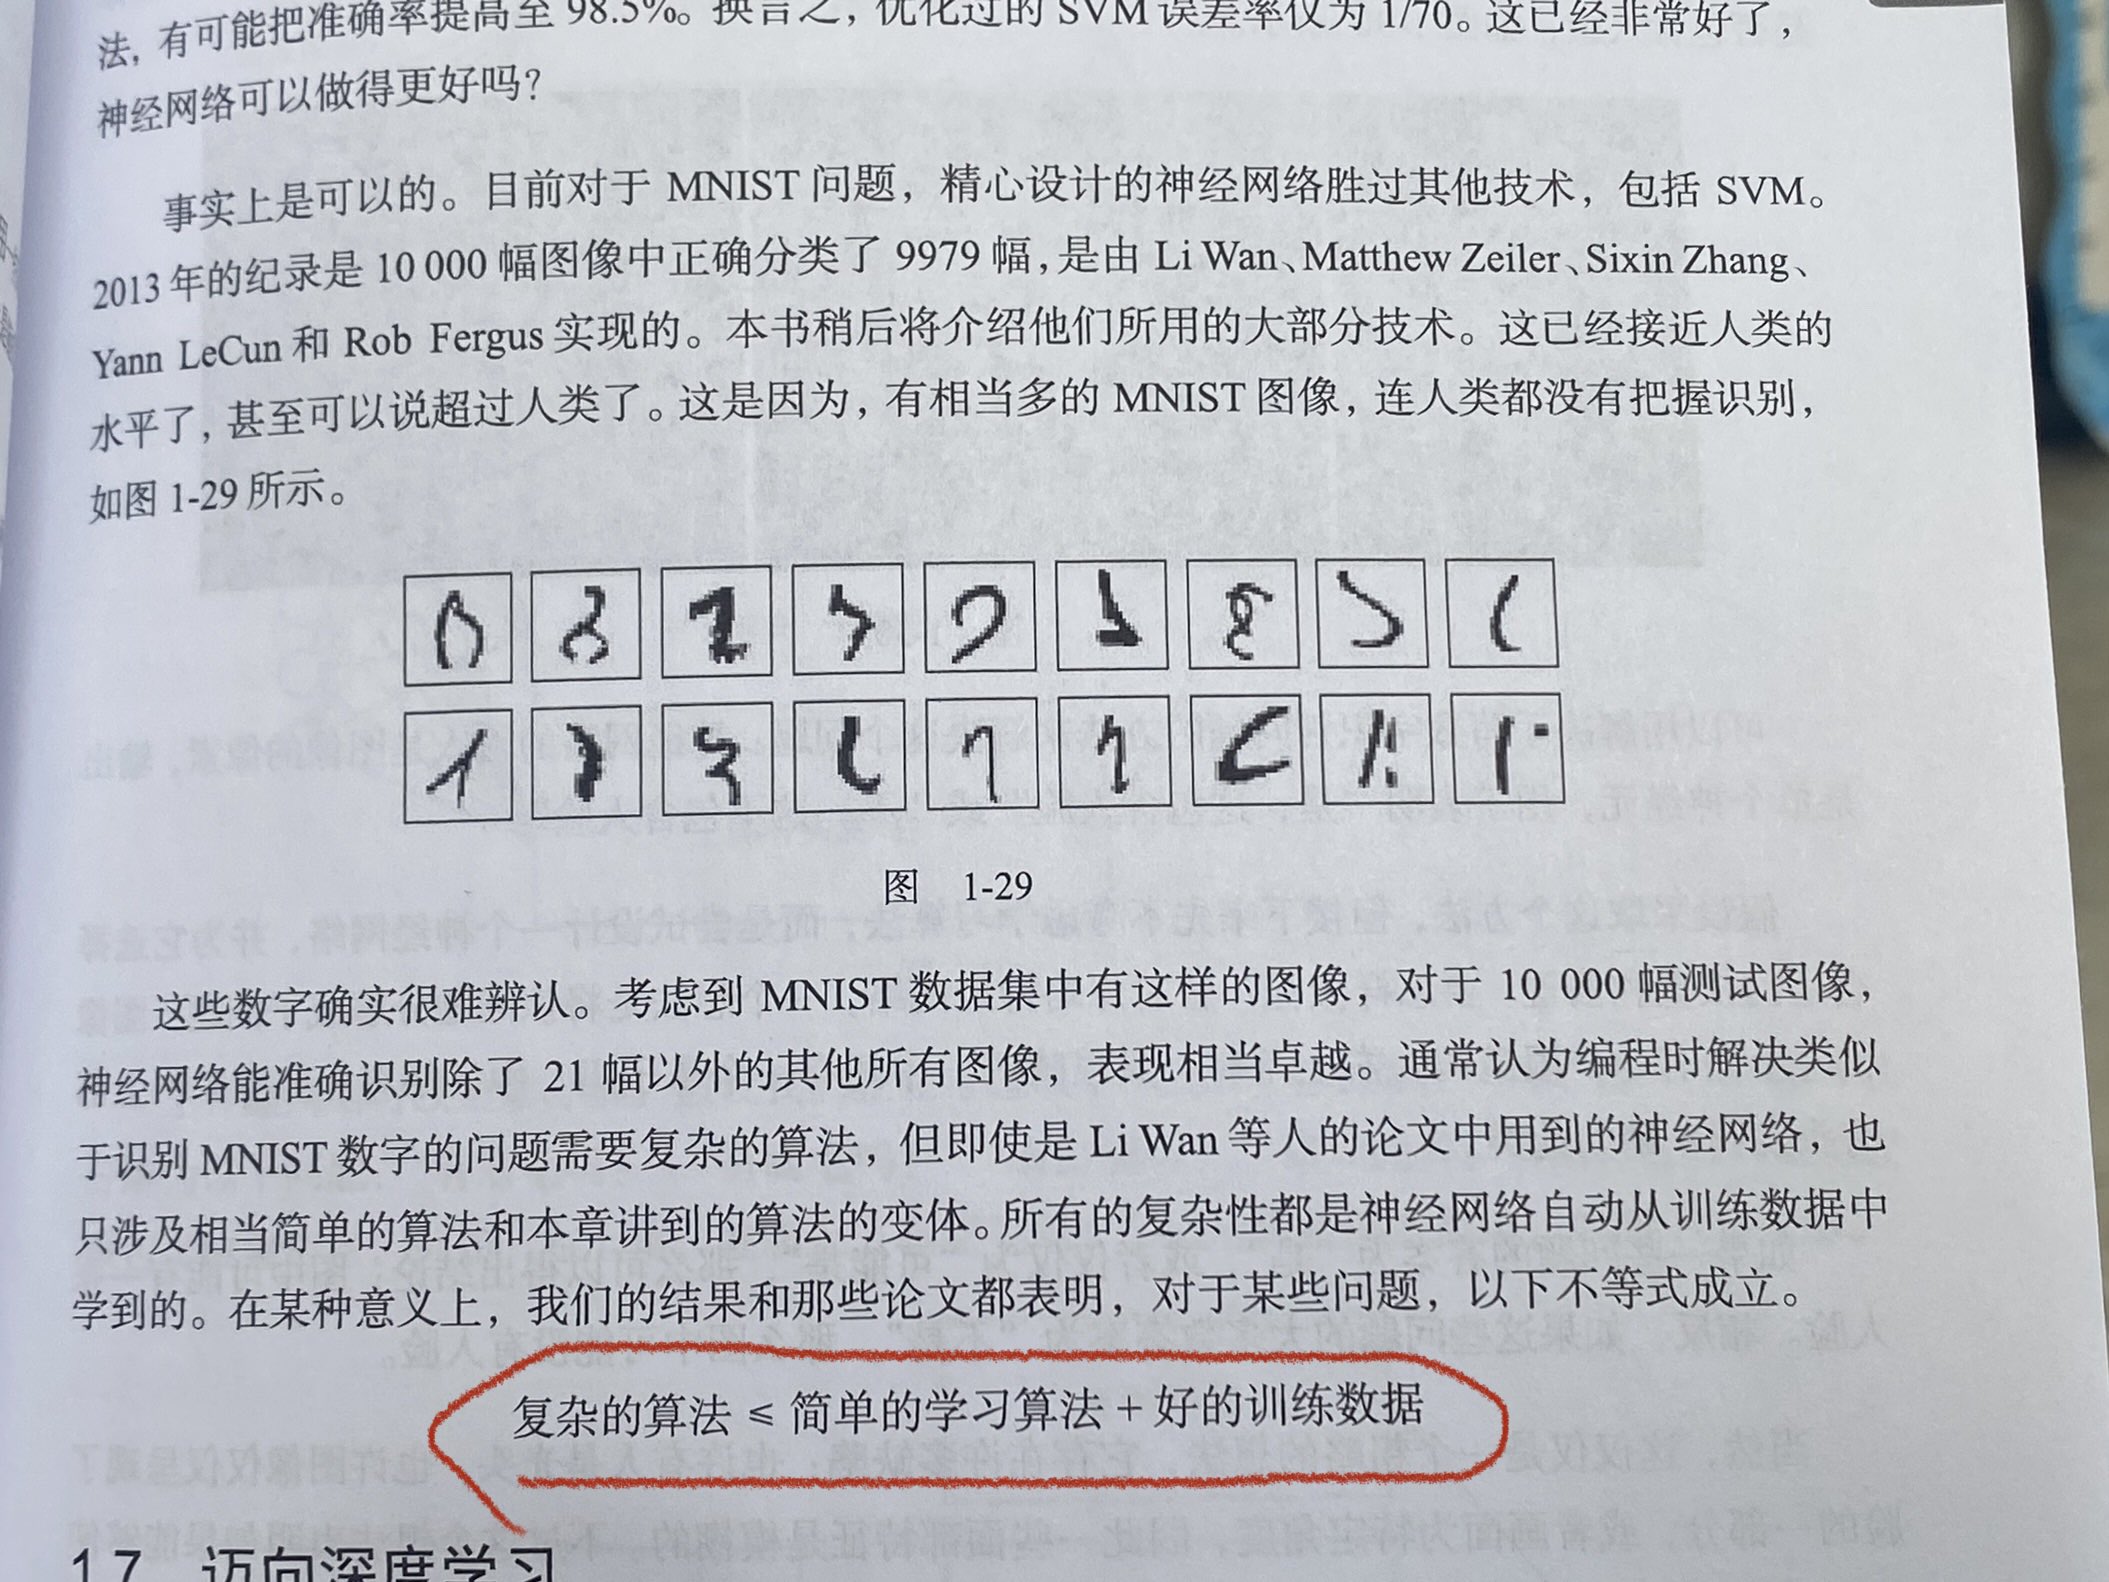 法，有可能把准确率提高至 98.5%。换言之，优化过的 SVM 误差率仅为 1/70。这已经非常好了，
神经网络可以做得更好吗？
事实上是可以的。目前对于 MNIST 问题，精心设计的神经网络胜过其他技术，包括 SVM。
2013 年的纪录是 10 000 幅图像中正确分类了 9979 幅，是由 Li Wan、Matthew Zeiler、Sixin Zhang、
Yann LeCun 和 Rob Fergus 实现的。本书稍后将介绍他们所用的大部分技术。这已经接近人类的
水平了，甚至可以说超过人类了。这是因为，有相当多的 MNIST 图像，连人类都没有把握识别，
如图 1-29 所示。
图 1-29
这些数字确实很难辨认。考虑到 MNIST 数据集中有这样的图像，对于 10 000 幅测试图像，
神经网络能准确识别除了 21 幅以外的其他所有图像，表现相当卓越。通常认为编程时解决类似
于识别 MNIST 数字的问题需要复杂的算法，但即使是 Li Wan 等人的论文中用到的神经网络，也
只涉及相当简单的算法和本章讲到的算法的变体。所有的复杂性都是神经网络自动从训练数据中
学到的。在某种意义上，我们的结果和那些论文都表明，对于某些问题，以下不等式成立。
复杂的算法 ⩽ 简单的学习算法 + 好的训练数据
1.7 迈向深度学习